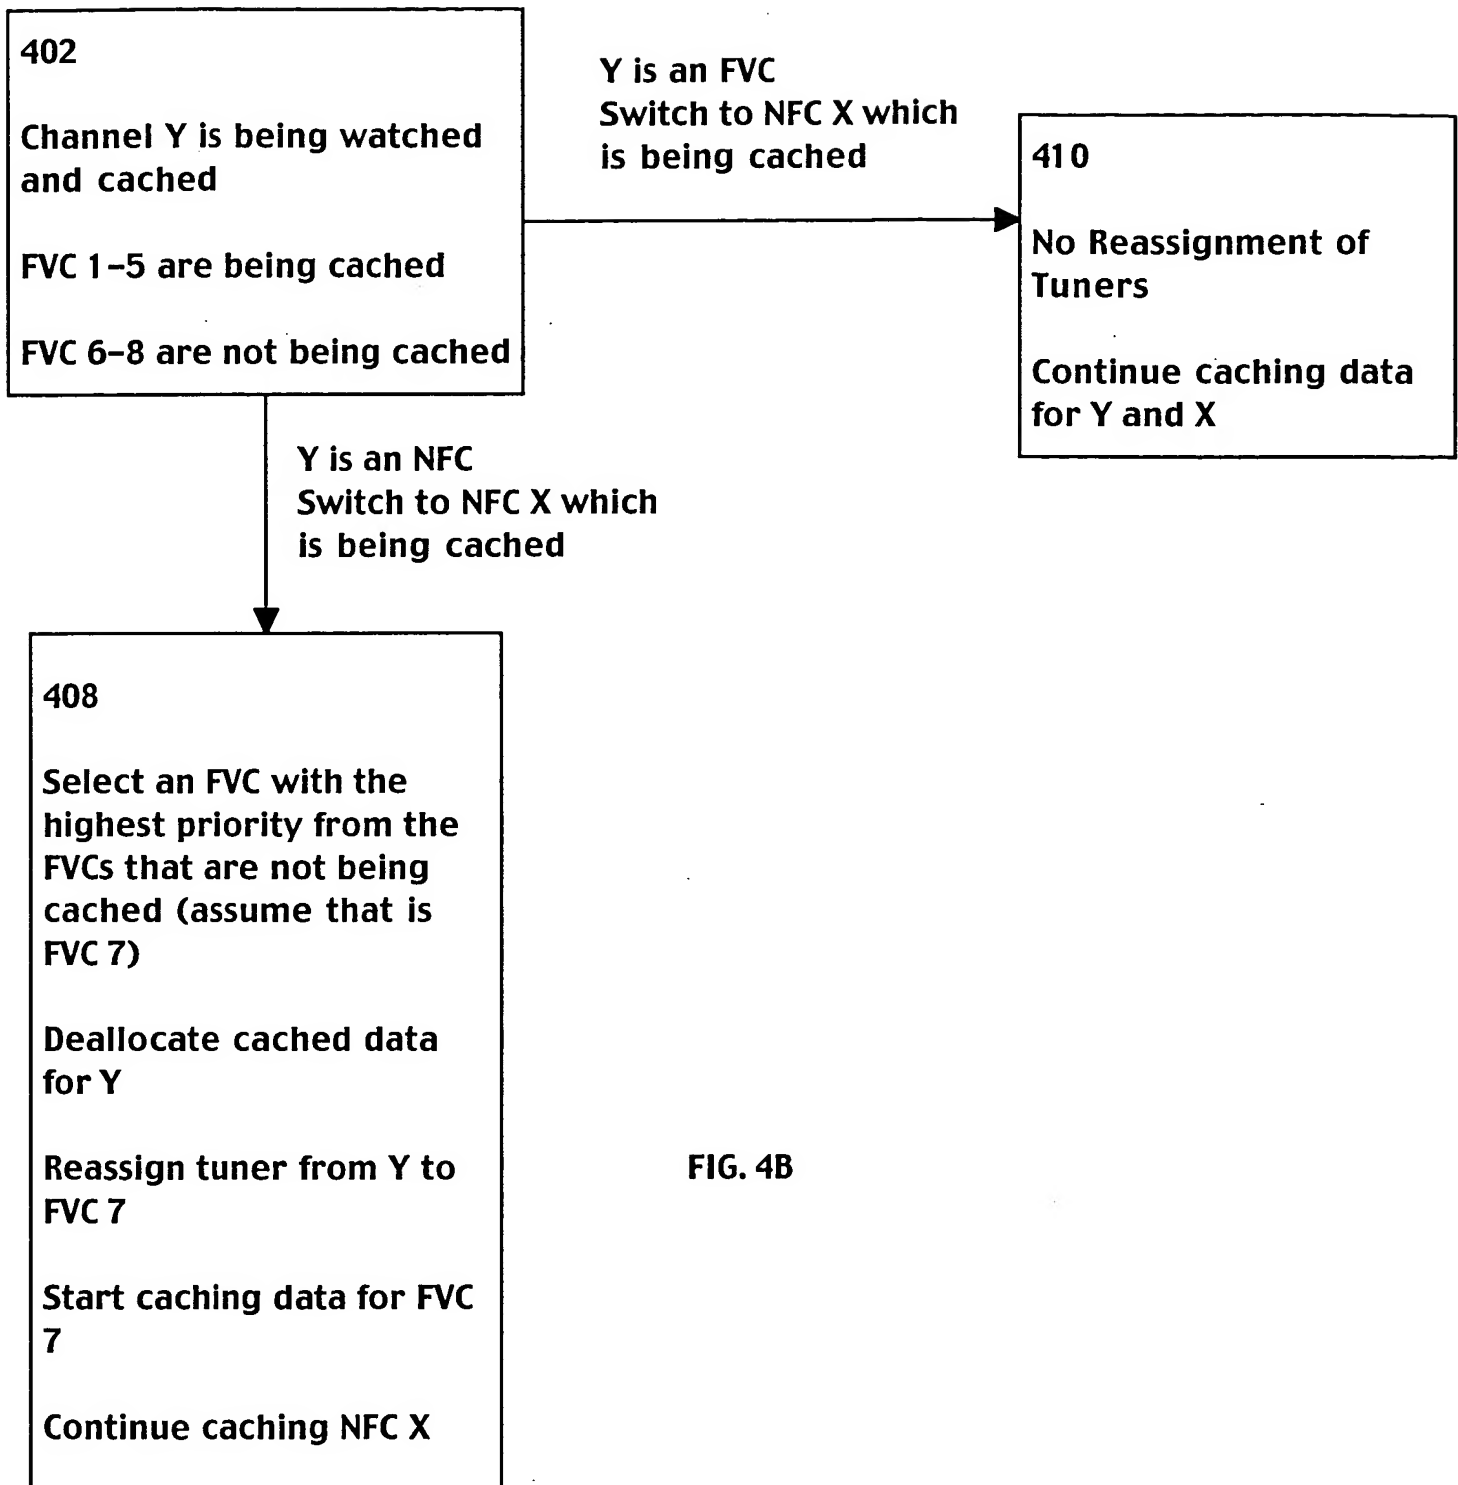 402
Channel Y is being watched
and cached
FVC 1-5 are being cached
FVC 6-8 are not being cached
Y is an FVC
Switch to NFC X which
is being cached
410
No Reassignment of
Tuners
Continue caching data
for Y and X
Y is an NFC
Switch to NFC X which
is being cached
408
Select an FVC with the
highest priority from the
FVCs that are not being
cached (assume that is
FVC 7)
Deallocate cached data
for Y
Reassign tuner from Y to
FVC 7
Start caching data for FVC
7
Continue caching NFC X
FIG. 4B